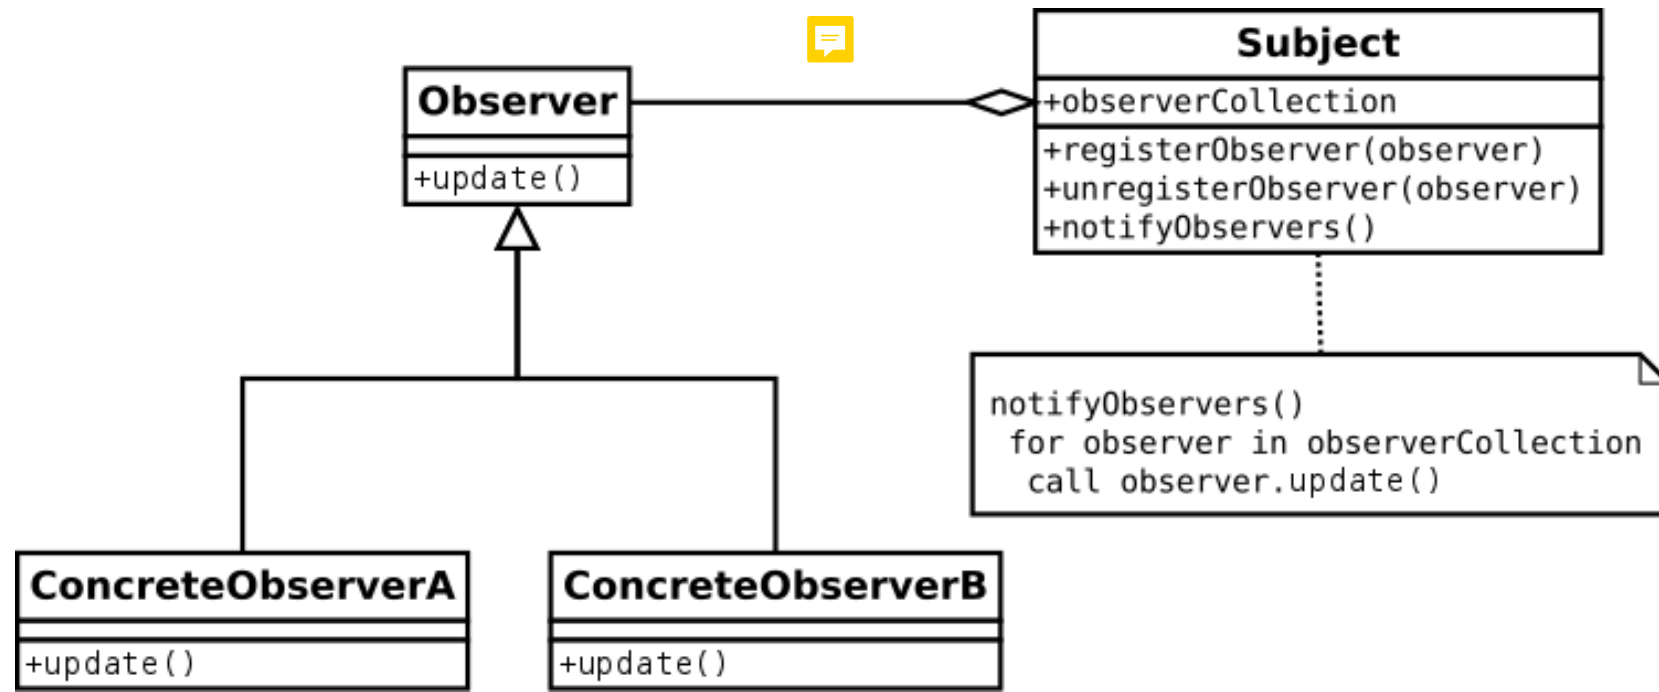 Subject
+observerCollection
+registerObserver(observer)
+unregisterObserver(observer)
+notifyObservers()
Observer
+update()
notifyObservers()
for observer in observerCollection
call observer.update()
ConcreteObserverA
+update()
ConcreteObserverB
+update()